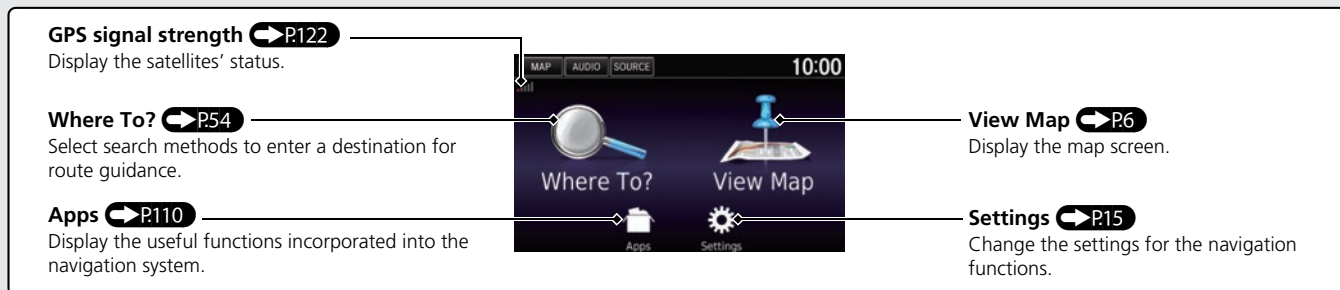 GPS signal strength P.122
Display the satellites' status.
Where To? P.54
Select search methods to enter a destination for
route guidance.
Apps P.110
Display the useful functions incorporated into the
navigation system.
MAP AUDIO SOURCE 10:00
Where To? View Map
Apps Settings
View Map P.6
Display the map screen.
Settings P.15
Change the settings for the navigation
functions.